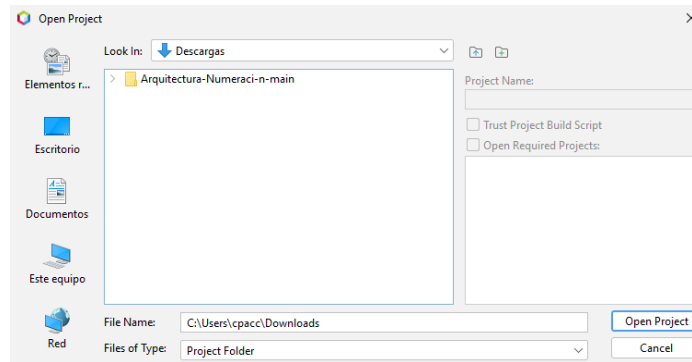 Open Project
Look In:
Descargas
Elementos r...
Escritorio
Documentos
Este equipo
Red
Arquitectura-Numeraci-n-main
Project Name:
Trust Project Build Script
Open Required Projects:
File Name:
C:\Users\cpacc\Downloads
Files of Type:
Project Folder
Open Project
Cancel